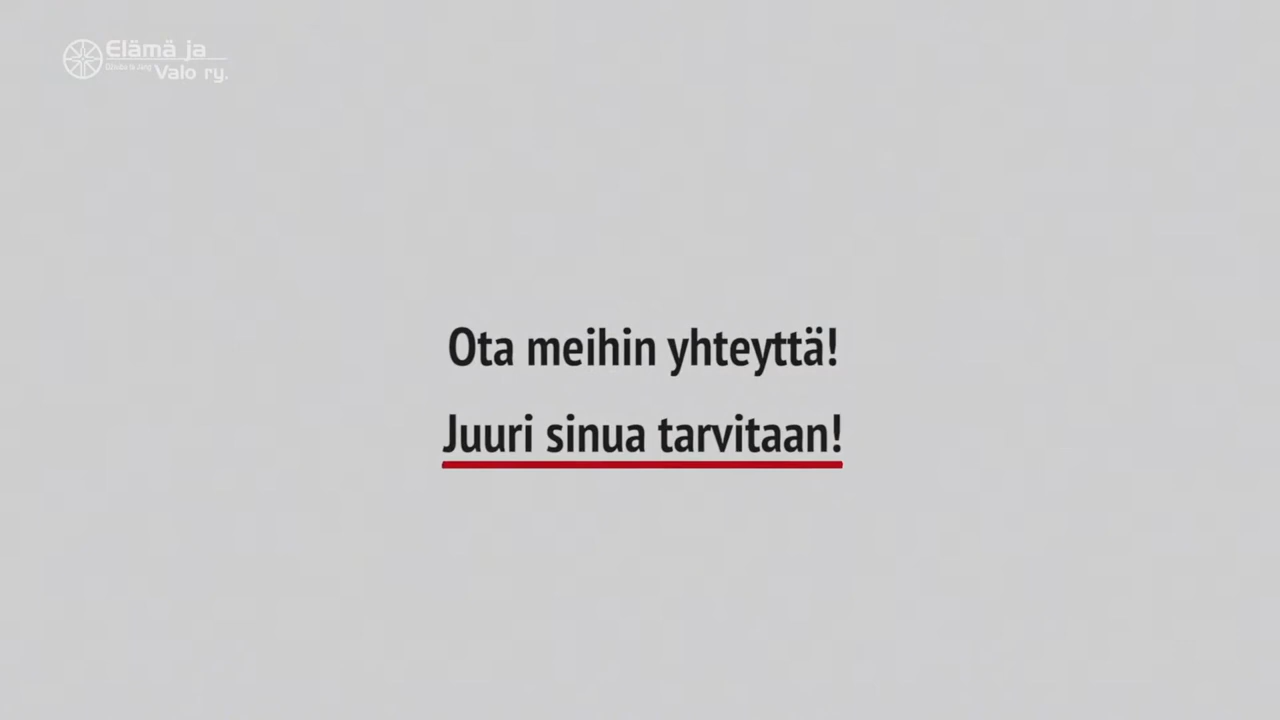 Elämä ja
Valo ry.
Ota meihin yhteyttä!
Juuri sinua tarvitaan!